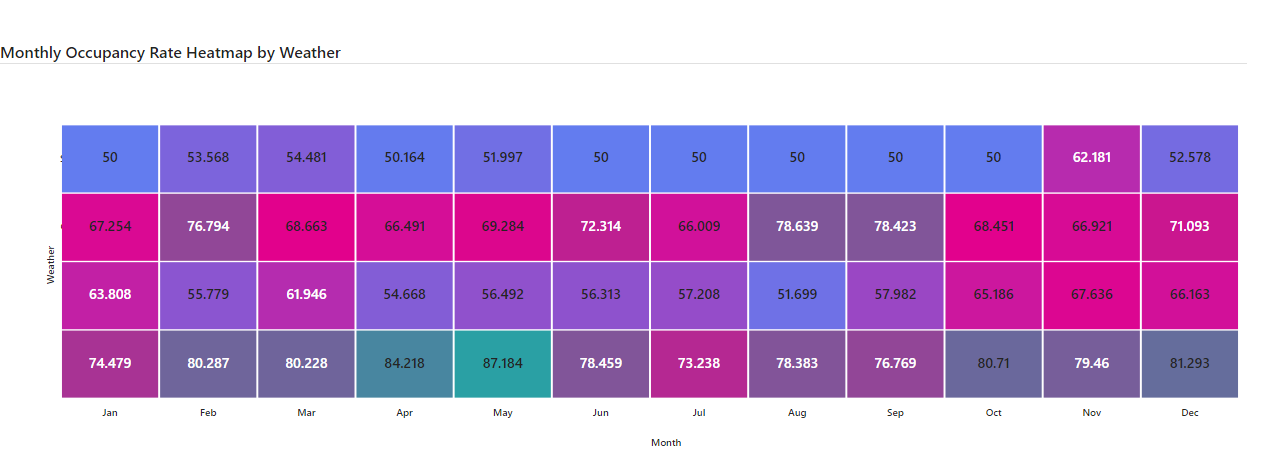 Monthly Occupancy Rate Heatmap by Weather
50 53.568 54.481 50.164 51.997 50 50 50 50 50 62.181 52.578
67.254 76.794 68.663 66.491 69.284 72.314 66.009 78.639 78.423 68.451 66.921 71.093
Weather
63.808 55.779 61.946 54.668 56.492 56.313 57.208 51.699 57.982 65.186 67.636 66.163
74.479 80.287 80.228 84.218 87.184 78.459 73.238 78.383 76.769 80.71 79.46 81.293
Jan Feb Mar Apr May Jun Jul Aug Sep Oct Nov Dec
Month